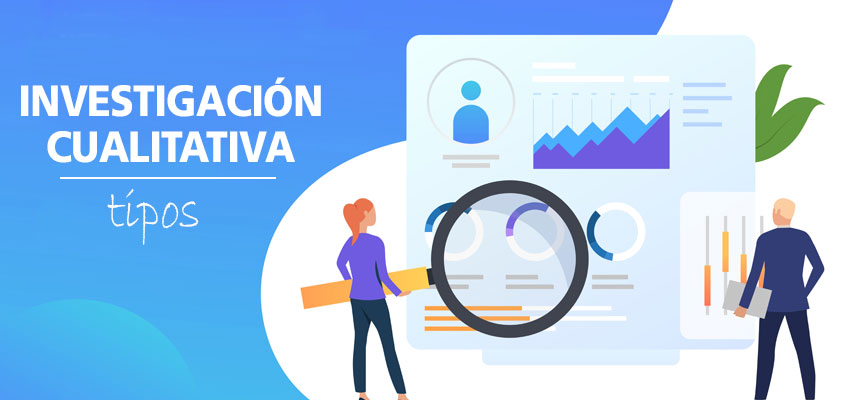 INVESTIGACIÓN
CUALITATIVA
tipos